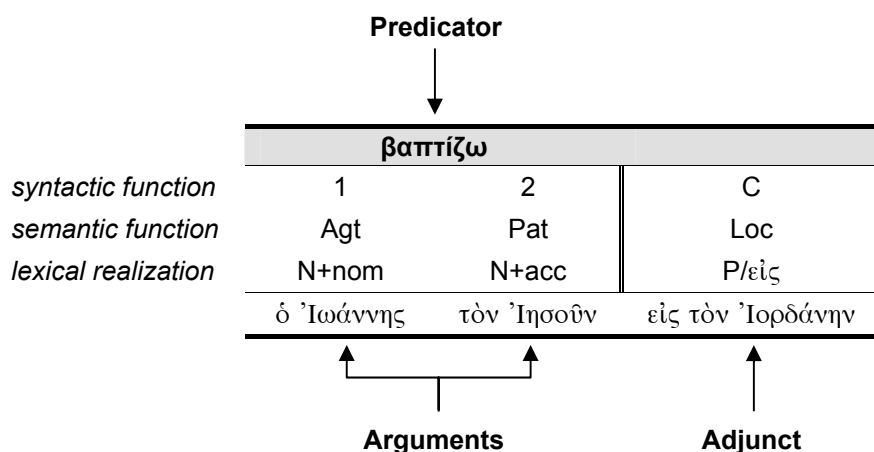 Predicator
βαπτίζω
syntactic function 1 2 C
semantic function Agt Pat Loc
lexical realization N+nom N+acc P/εἰς
ὁ Ἰωάννης τὸν Ἰησοῦν εἰς τὸν Ἰορδάνην
Arguments Adjunct